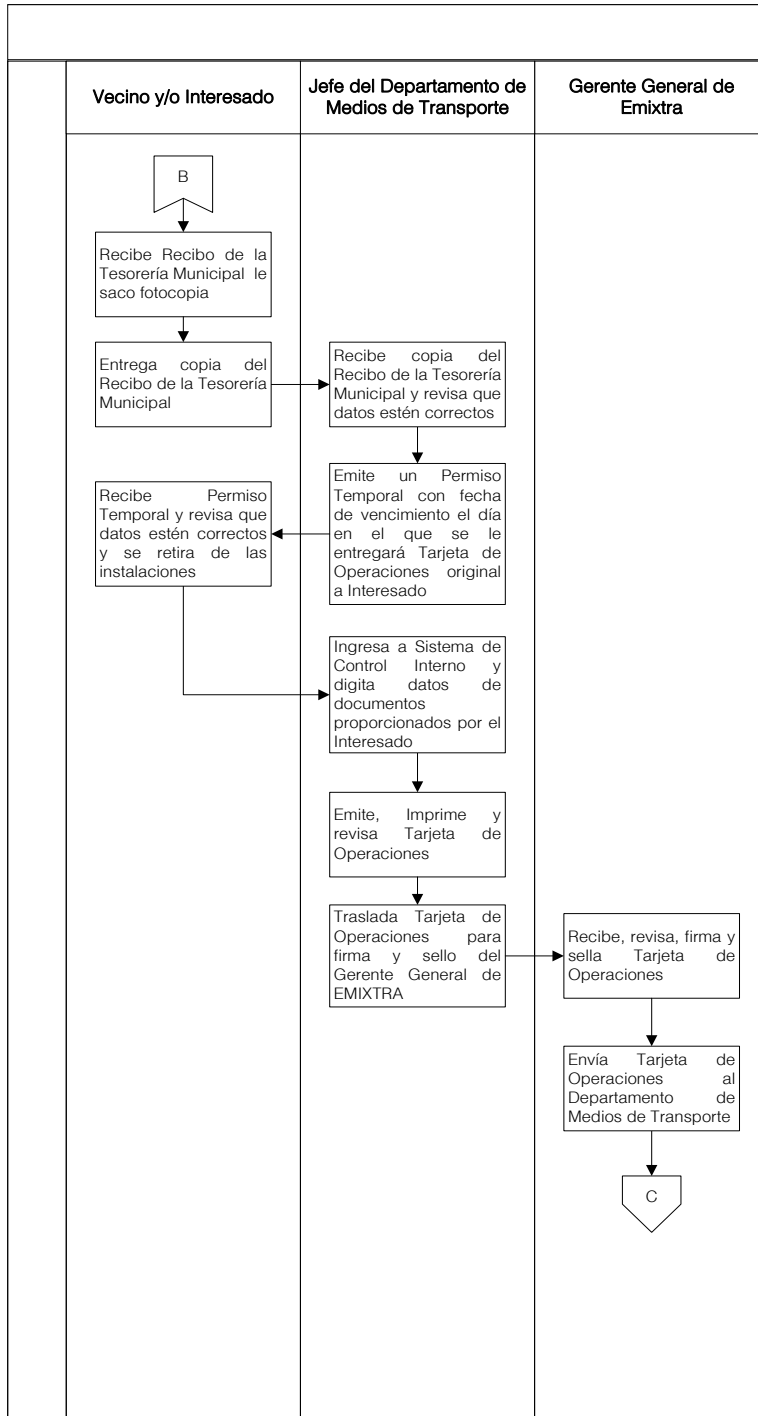 Vecino y/o Interesado
Jefe del Departamento de
Medios de Transporte
Gerente General de
Emixtra
B
Recibe Recibo de la
Tesorería Municipal le
saco fotocopia
Entrega copia del
Recibo de la Tesorería
Municipal
Recibe copia del
Recibo de la Tesorería
Municipal y revisa que
datos estén correctos
Emite un Permiso
Temporal con fecha
de vencimiento el día
en el que se le
entregará Tarjeta de
Operaciones original
a Interesado
Recibe Permiso
Temporal y revisa que
datos estén correctos
y se retira de las
instalaciones
Ingresa a Sistema de
Control Interno y
digita datos de
documentos
proporcionados por el
Interesado
Emite, Imprime y
revisa Tarjeta de
Operaciones
Traslada Tarjeta de
Operaciones para
firma y sello del
Gerente General de
EMIXTRA
Recibe, revisa, firma y
sella Tarjeta de
Operaciones
Envía Tarjeta de
Operaciones al
Departamento de
Medios de Transporte
C